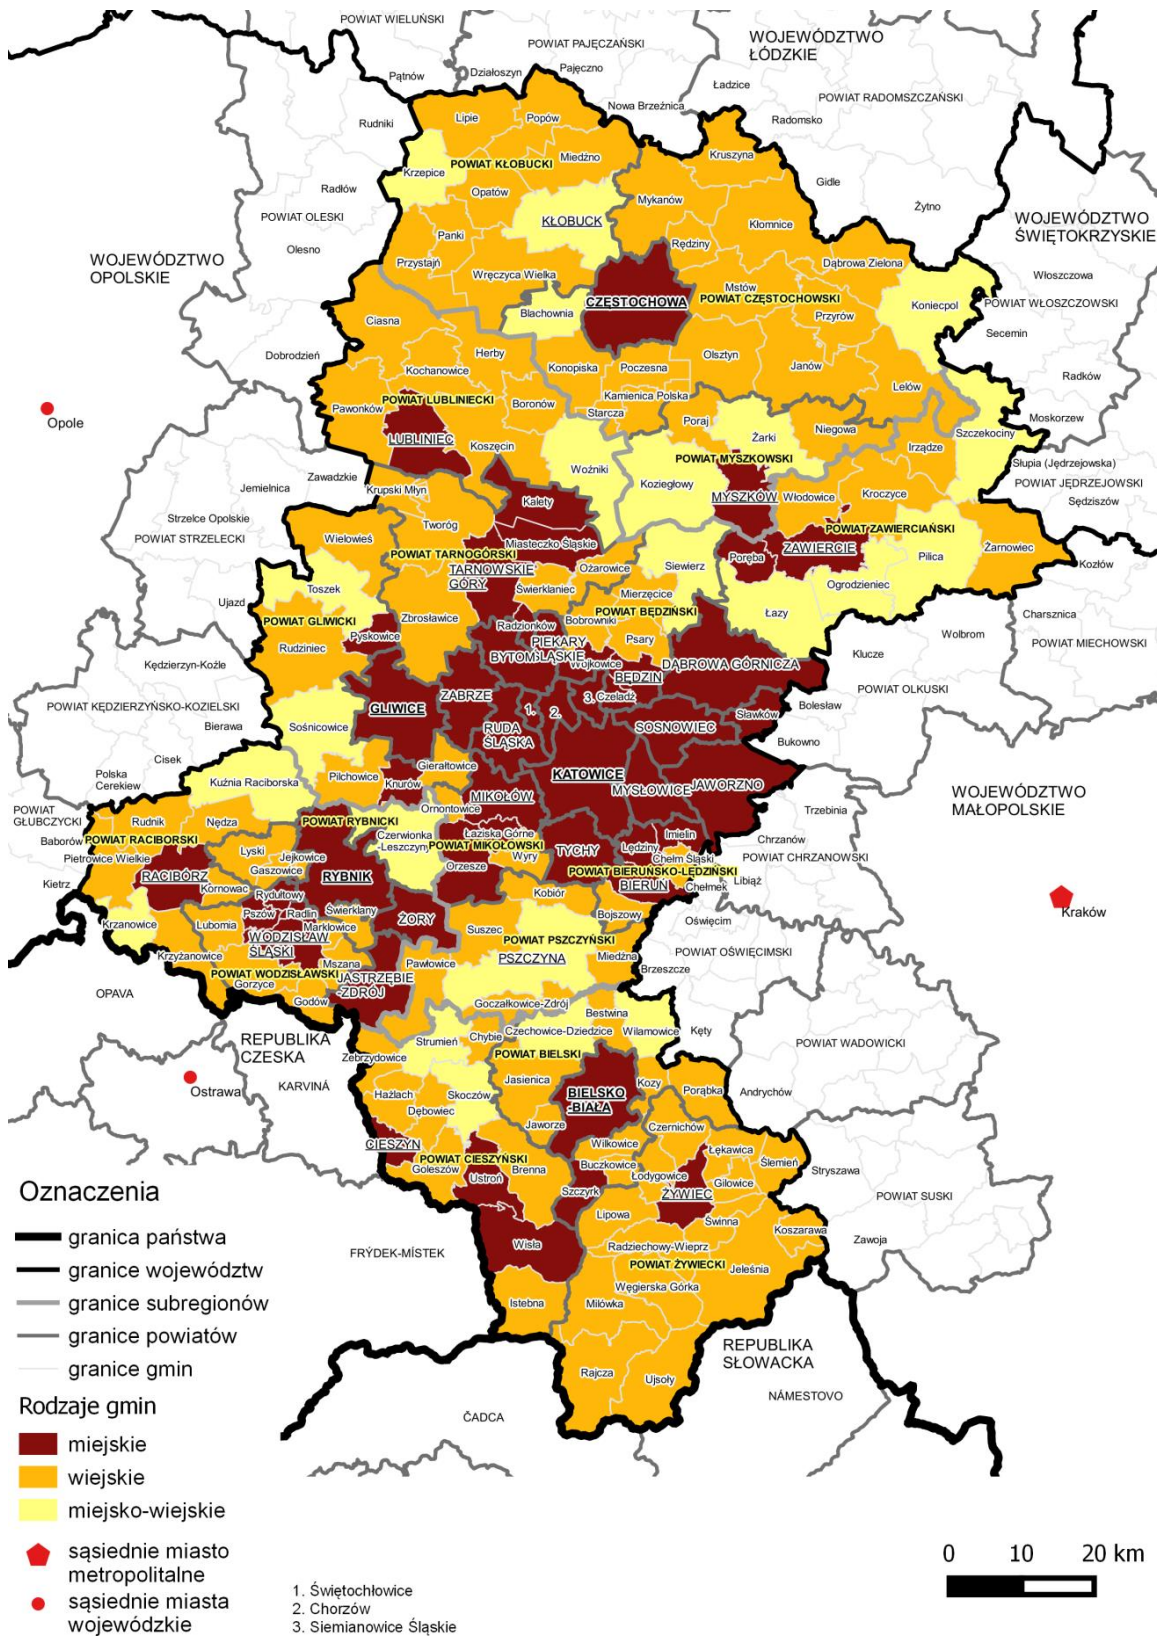 POWIAT WIELUŃSKI
POWIAT PAJĘCZAŃSKI
WOJEWÓDZTWO
ŁÓDZKIE
Pątnów
Działoszyn
Pajęczno
Ładzice
POWIAT RADOMSZCZAŃSKI
Nowa Brzeźnica
Radomsko
Rudniki
Lipie
Popów
Kruszyna
Krzepice
POWIAT KŁOBUCKI
Miedźno
Gidle
Radłów
Opatów
Mykanów
Żytno
POWIAT OLESKI
KŁOBUCK
Kłomnice
WOJEWÓDZTWO
ŚWIĘTOKRZYSKIE
Olesno
Panki
Rędziny
WOJEWÓDZTWO
OPOLSKIE
Przystajń
Wręczyca Wielka
Dąbrowa Zielona
Włoszczowa
CZĘSTOCHOWA
Mstów
POWIAT CZĘSTOCHOWSKI
Koniecpol
POWIAT WŁOSZCZOWSKI
Blachownia
Przyrów
Ciasna
Secemin
Dobrodzień
Herby
Olsztyn
Kochanowice
Konopiska
Poczesna
Janów
Radków
POWIAT LUBLINIECKI
Kamienica Polska
Lelów
Opole
Pawonków
Boronów
Starcza
Moskorzew
Poraj
Niegowa
Szczekociny
LUBLINIEC
Koszęcin
Żarki
Irządze
POWIAT MYSZKOWSKI
Słupia (Jędrzejowska)
Zawadzkie
Woźniki
Koziegłowy
POWIAT JĘDRZEJOWSKI
Jemielnica
Krupski Młyn
Kalety
MYSZKÓW
Włodowice
Kroczyce
Sędziszów
Strzelce Opolskie
Tworóg
POWIAT ZAWIERCIAŃSKI
POWIAT STRZELECKI
Wielowieś
Miasteczko Śląskie
ZAWIERCIE
POWIAT TARNOGÓRSKI
Poręba
Pilica
Żarnowiec
TARNOWSKIE
GÓRY
Ożarowice
Siewierz
Kozłów
Toszek
Świerklaniec
Mierzęcice
Ogrodzieniec
Ujazd
POWIAT GLIWICKI
Zbrosławice
Bobrowniki
POWIAT BĘDZIŃSKI
Łazy
Charsznica
Pyskowice
Radzionków
Psary
Wolbrom
POWIAT MIECHOWSKI
Rudziniec
BYTOM
PIEKARY
ŚLĄSKIE
Klucze
Kędzierzyn-Koźle
Wojkowice
DĄBROWA GÓRNICZA
BĘDZIN
POWIAT OLKUSKI
ZABRZE
3. Czeladź
POWIAT KĘDZIERZYŃSKO-KOZIELSKI
GLIWICE
1.
2.
Bolesław
Sośnicowice
RUDA
ŚLĄSKA
SOSNOWIEC
Sławków
Bierawa
Bukowno
Cisek
Gierałtowice
Polska
Cerekiew
Kuźnia Raciborska
Pilchowice
Knurów
KATOWICE
MYSŁOWICE
JAWORZNO
WOJEWÓDZTWO
MAŁOPOLSKIE
MIKOŁÓW
POWIAT
GŁUBCZYCKI
Ornontowice
Trzebinia
Rudnik
Nędza
POWIAT RYBNICKI
Łaziska Górne
Imielin
Baborów
POWIAT RACIBORSKI
Czerwionka
-Leszczyny
POWIAT MIKOŁOWSKI
TYCHY
Lędziny
Chrzanów
Pietrowice Wielkie
Lyski
Jejkowice
Wyry
Chełm Śląski
POWIAT CHRZANOWSKI
Kietrz
RACIBÓRZ
Gaszowice
RYBNIK
Orzesze
POWIAT BIERUŃSKO-LĘDZIŃSKI
BIERUŃ
Libiąż
Kornowac
Rydułtowy
Kobiór
Chełmek
Kraków
Krzanowice
Pszów
Radlin
Świerklany
ŻORY
Bojszowy
Oświęcim
Lubomia
Marklowice
Suszec
WODZISŁAW
ŚLĄSKI
POWIAT PSZCZYŃSKI
POWIAT OŚWIĘCIMSKI
Krzyżanowice
Mszana
PSZCZYNA
Miedźna
Pawłowice
Brzeszcze
POWIAT WODZISŁAWSKI
JASTRZĘBIE
-ZDRÓJ
OPAVA
Gorzyce
Godów
Goczałkowice-Zdrój
Bestwina
REPUBLIKA
CZESKA
Strumień
Chybie
Czechowice-Dziedzice
Wilamowice
Kęty
POWIAT WADOWICKI
Zebrzydowice
POWIAT BIELSKI
Ostrawa
KARVINÁ
Jasienica
Kozy
Hażlach
Skoczów
BIELSKO
-BIAŁA
Porąbka
Andrychów
Dębowiec
Jaworze
Czernichów
CIESZYN
Wilkowice
POWIAT CIESZYŃSKI
Łękawica
Ślemień
Goleszów
Brenna
Buczkowice
Stryszawa
Ustroń
Łodygowice
Gilowice
POWIAT SUSKI
Szczyrk
ŻYWIEC
Lipowa
Świnna
Koszarawa
Wisła
Zawoja
FRÝDEK-MÍSTEK
Radziechowy-Wieprz
POWIAT ŻYWIECKI
Jeleśnia
Węgierska Górka
Istebna
Milówka
REPUBLIKA
SŁOWACKA
Rajcza
Ujsoły
NÁMESTOVO
ČADCA
Oznaczenia
granica państwa
granice województw
granice subregionów
granice powiatów
granice gmin
Rodzaje gmin
miejskie
wiejskie
miejsko-wiejskie
sąsiednie miasto
metropolitalne
sąsiednie miasta
wojewódzkie
1. Świętochłowice
2. Chorzów
3. Siemianowice Śląskie
0 10 20 km